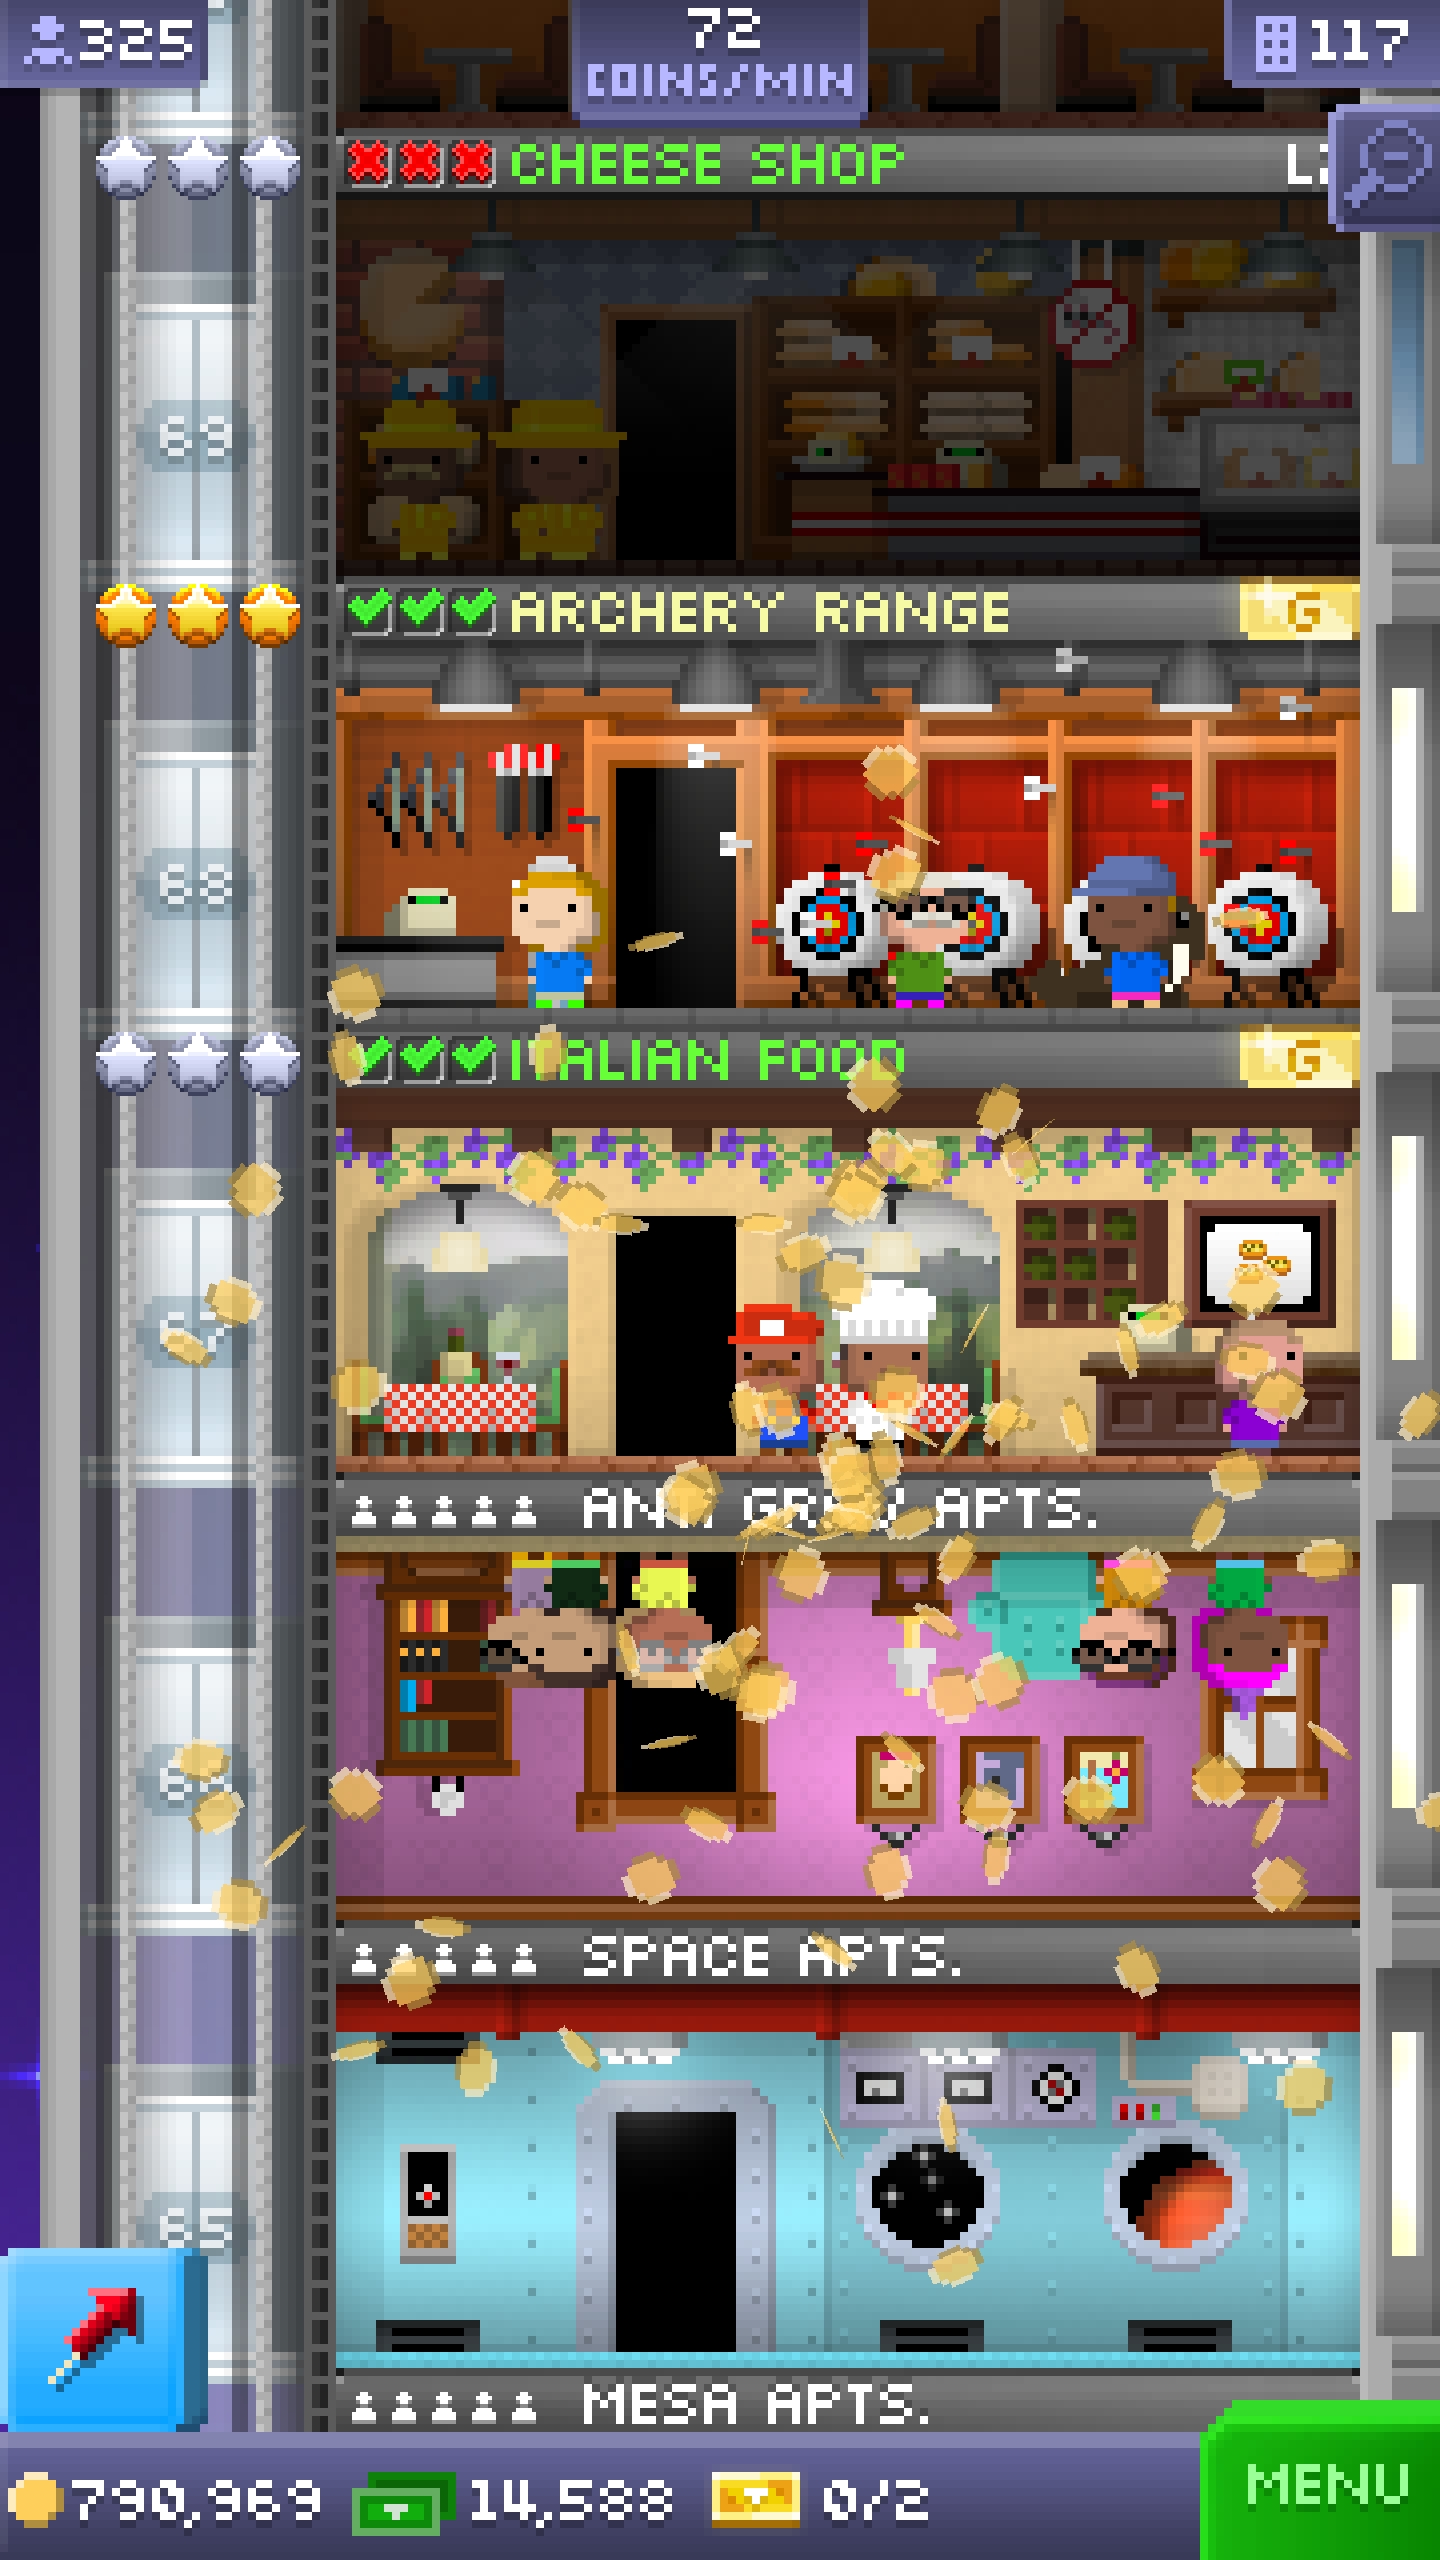 325
72
COINS/MIN
117
CHEESE SHOP
69
ARCHERY RANGE
G
68
ITALIAN FOOD
G
APTS.
SPACE APTS.
65
MESA APTS.
790,969
14,588
0/2
MENU